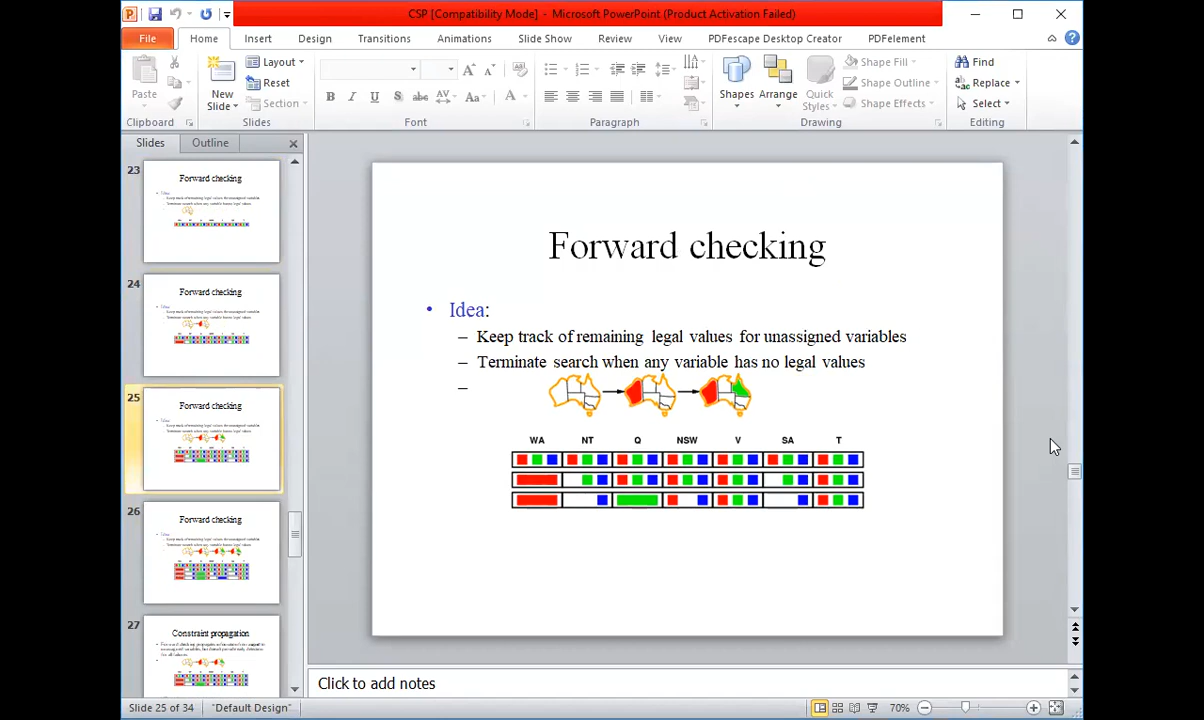 CSP [Compatibility Mode] - Microsoft PowerPoint (Product Activation Failed)
File Home Insert Design Transitions Animations Slide Show Review View PDFescape Desktop Creator PDFelement
Paste
New Slide
Layout
Reset
Section
B I U S abc AV Aa A
Shapes Arrange Quick Styles
Shape Fill
Shape Outline
Shape Effects
Find
Replace
Select
Clipboard Slides Font Paragraph Drawing Editing
Slides Outline
23
Forward checking
24
Forward checking
25
Forward checking
26
Forward checking
27
Constraint propagation
Forward checking
• Idea:
– Keep track of remaining legal values for unassigned variables
– Terminate search when any variable has no legal values
–
WA NT Q NSW V SA T
Click to add notes
Slide 25 of 34 "Default Design" 70%